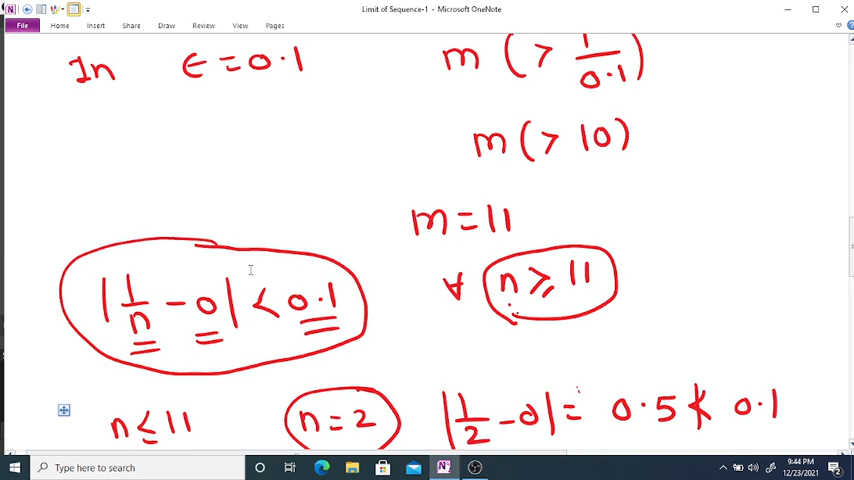 Limit of Sequence-1 - Microsoft OneNote
File Home Insert Share Draw History Review View Pages
In ϵ = 0.1 m (> 1/0.1)
m (> 10)
m = 11
∀ n ≥ 11
|1/n - 0| < 0.1
n ≤ 11 n = 2 |1/2 - 0| = 0.5 ≮ 0.1
Type here to search
9:44 PM
12/23/2021
2